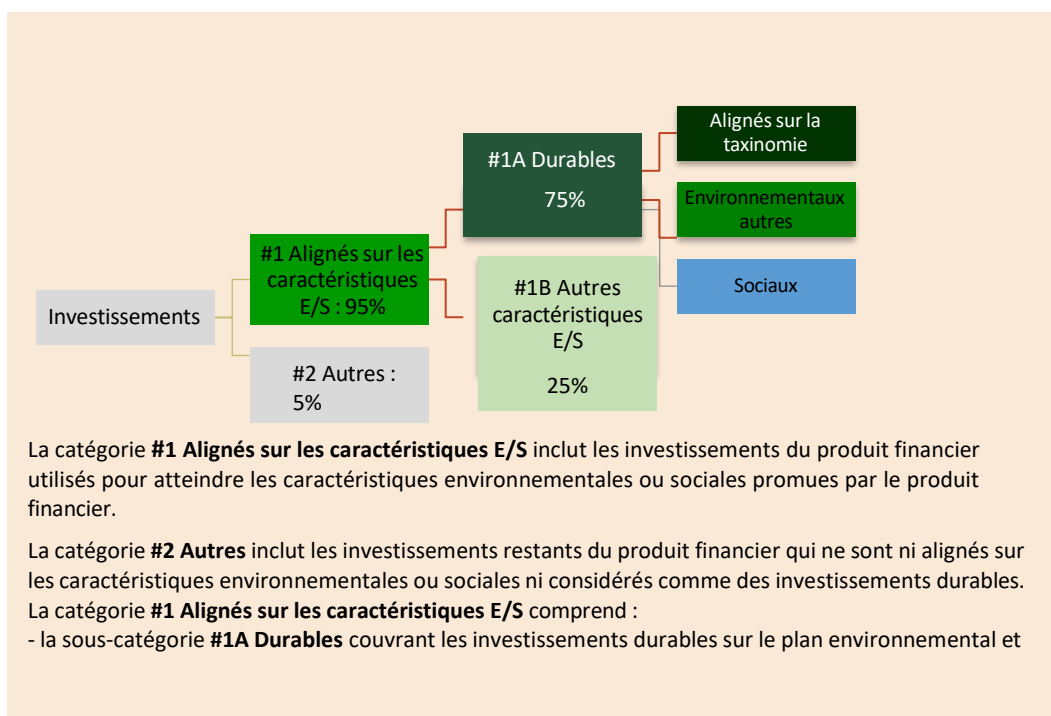 Alignés sur la
taxinomie
#1A Durables
75%
Environnementaux
autres
#1 Alignés sur les
caractéristiques
E/S : 95%
#1B Autres
caractéristiques
E/S
25%
Sociaux
Investissements
#2 Autres :
5%
La catégorie #1 Alignés sur les caractéristiques E/S inclut les investissements du produit financier
utilisés pour atteindre les caractéristiques environnementales ou sociales promues par le produit
financier.
La catégorie #2 Autres inclut les investissements restants du produit financier qui ne sont ni alignés sur
les caractéristiques environnementales ou sociales ni considérés comme des investissements durables.
La catégorie #1 Alignés sur les caractéristiques E/S comprend :
- la sous-catégorie #1A Durables couvrant les investissements durables sur le plan environnemental et